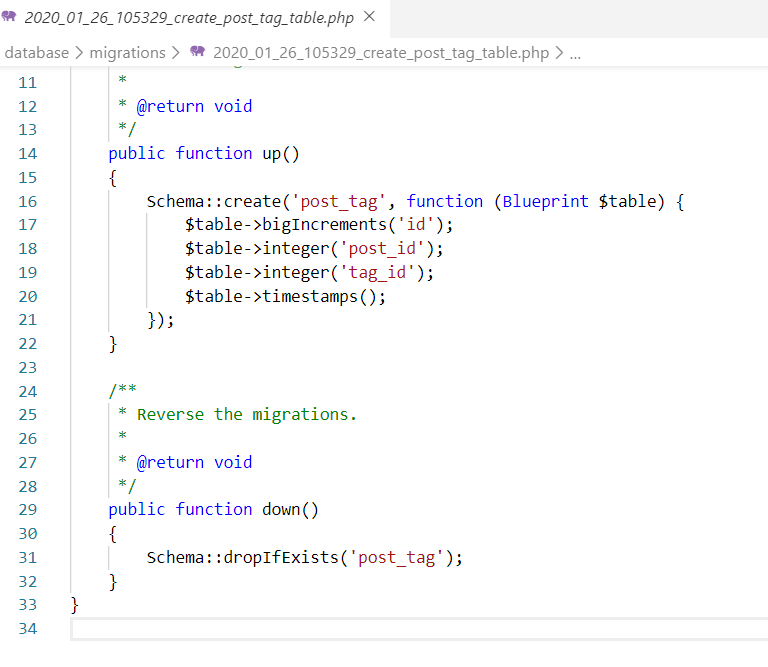 2020_01_26_105329_create_post_tag_table.php ×
database > migrations > 2020_01_26_105329_create_post_tag_table.php > ...
11 *
12 * @return void
13 */
14 public function up()
15 {
16 Schema::create('post_tag', function (Blueprint $table) {
17 $table->bigIncrements('id');
18 $table->integer('post_id');
19 $table->integer('tag_id');
20 $table->timestamps();
21 });
22 }
23
24 /**
25 * Reverse the migrations.
26 *
27 * @return void
28 */
29 public function down()
30 {
31 Schema::dropIfExists('post_tag');
32 }
33 }
34